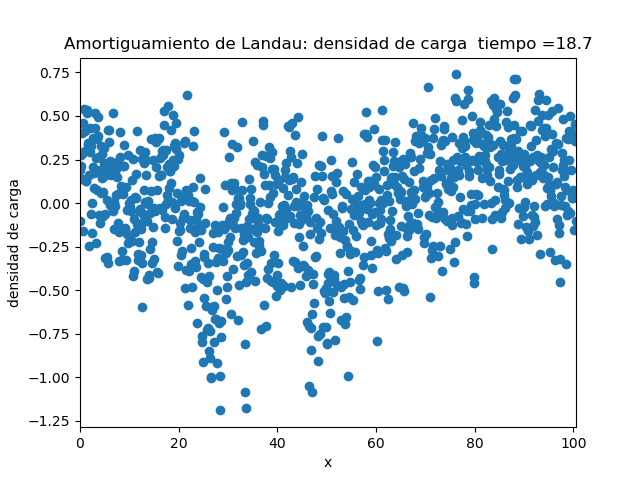 Amortiguamiento de Landau: densidad de carga  tiempo =18.7
densidad de carga
0.75
0.50
0.25
0.00
−0.25
−0.50
−0.75
−1.00
−1.25
0 20 40 60 80 100
x